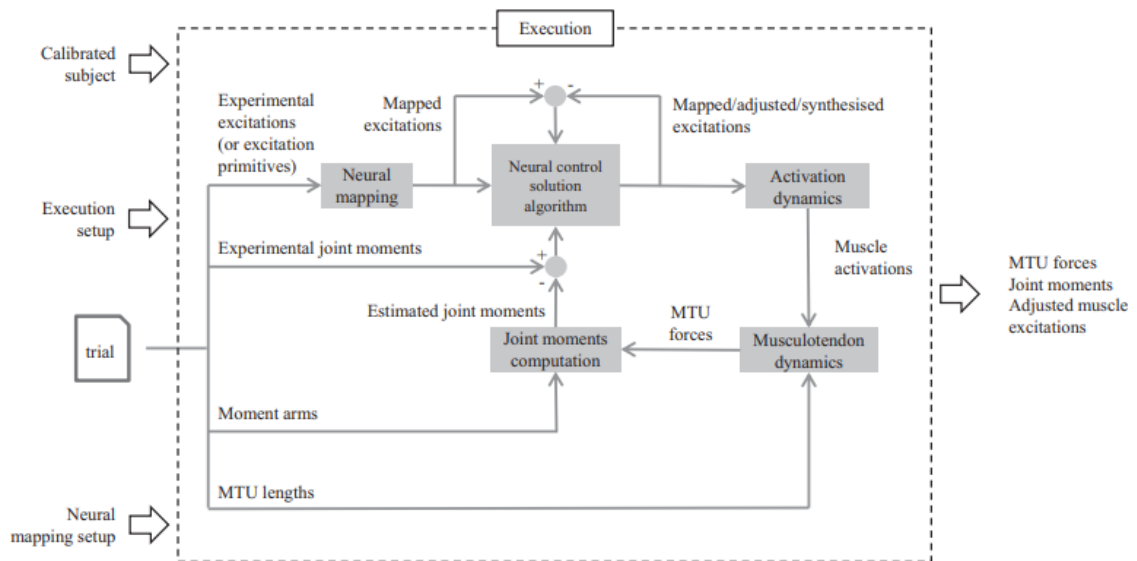 Execution
Calibrated
subject
Experimental
excitations
(or excitation
primitives)
Mapped
excitations
+
-
Mapped/adjusted/synthesised
excitations
Neural
mapping
Neural control
solution
algorithm
Activation
dynamics
Execution
setup
Experimental joint moments
+
-
Muscle
activations
MTU forces
Joint moments
Adjusted muscle
excitations
Estimated joint moments
MTU
forces
trial
Joint moments
computation
Musculotendon
dynamics
Moment arms
MTU lengths
Neural
mapping setup